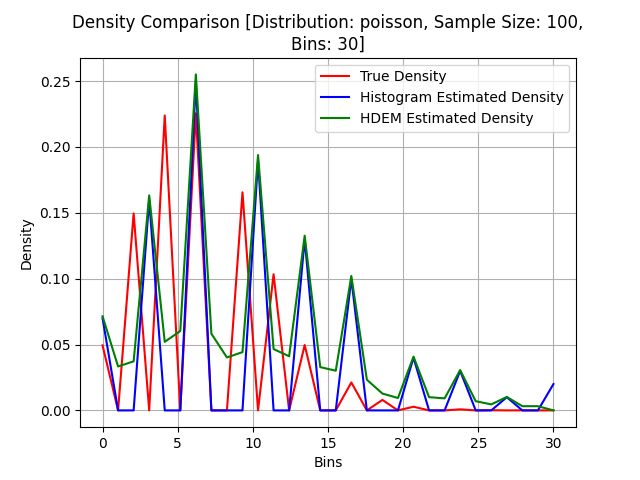 Density Comparison [Distribution: poisson, Sample Size: 100,
Bins: 30]
True Density
Histogram Estimated Density
HDEM Estimated Density
Density
0.25
0.20
0.15
0.10
0.05
0.00
0 5 10 15 20 25 30
Bins